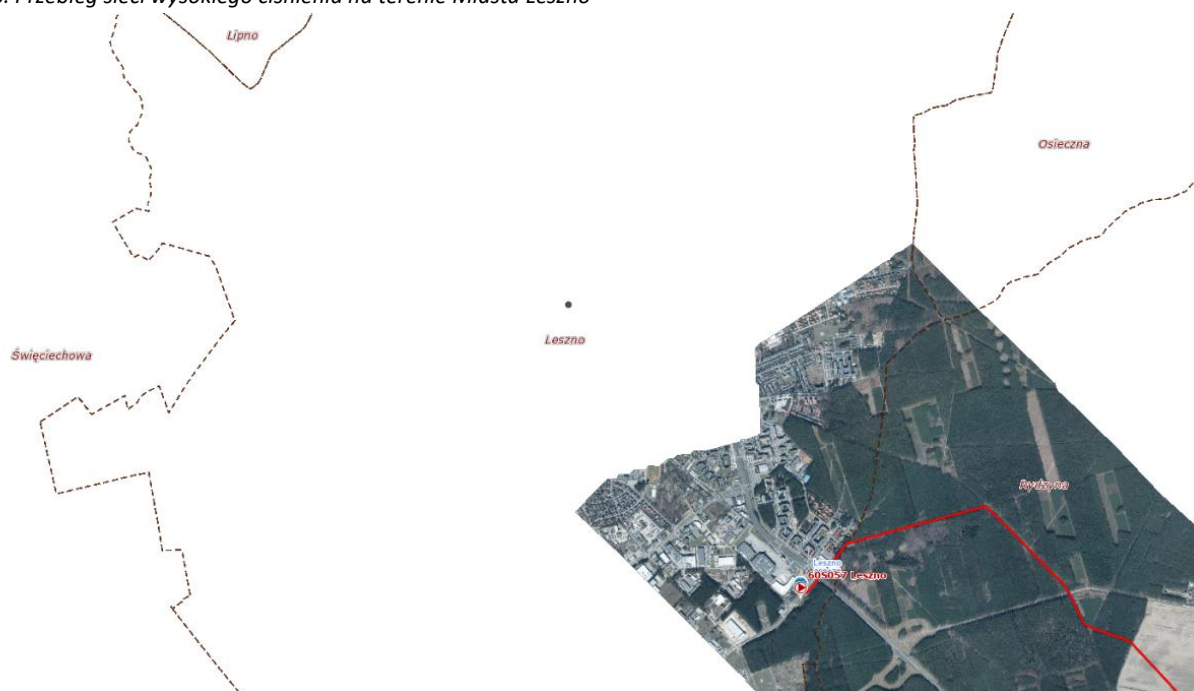 Przebieg sieci wysokiego ciśnienia na terenie Miasta Leszno
Lipno
Osieczna
Leszno
Święciechowa
Rydzyna
Leszno
605057 Leszno